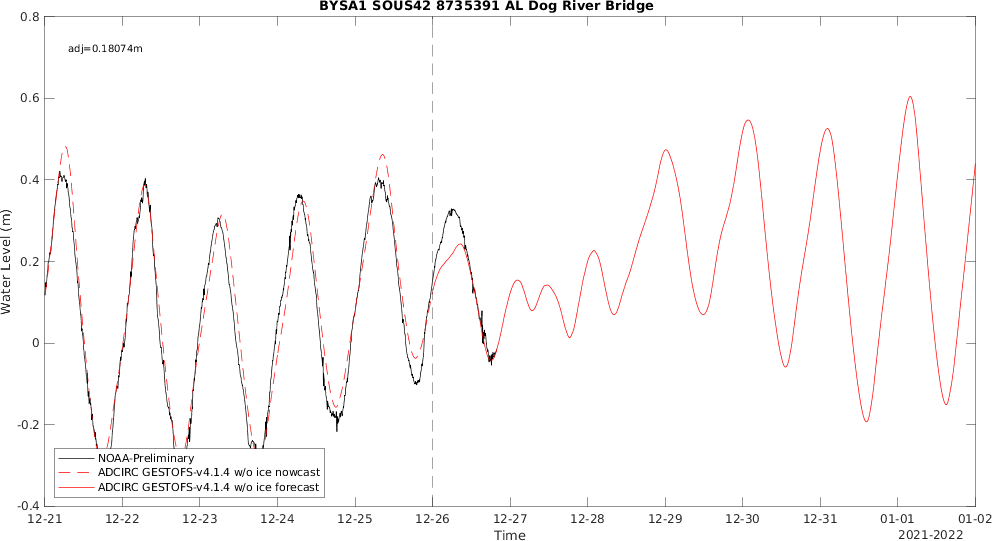 BYSA1 SOUS42 8735391 AL Dog River Bridge
adj=0.18074m
0.8
0.6
0.4
0.2
0
-0.2
-0.4
Water Level (m)
NOAA-Preliminary
ADCIRC GESTOFS-v4.1.4 w/o ice nowcast
ADCIRC GESTOFS-v4.1.4 w/o ice forecast
12-21 12-22 12-23 12-24 12-25 12-26 12-27 12-28 12-29 12-30 12-31 01-01 01-02
Time
2021-2022